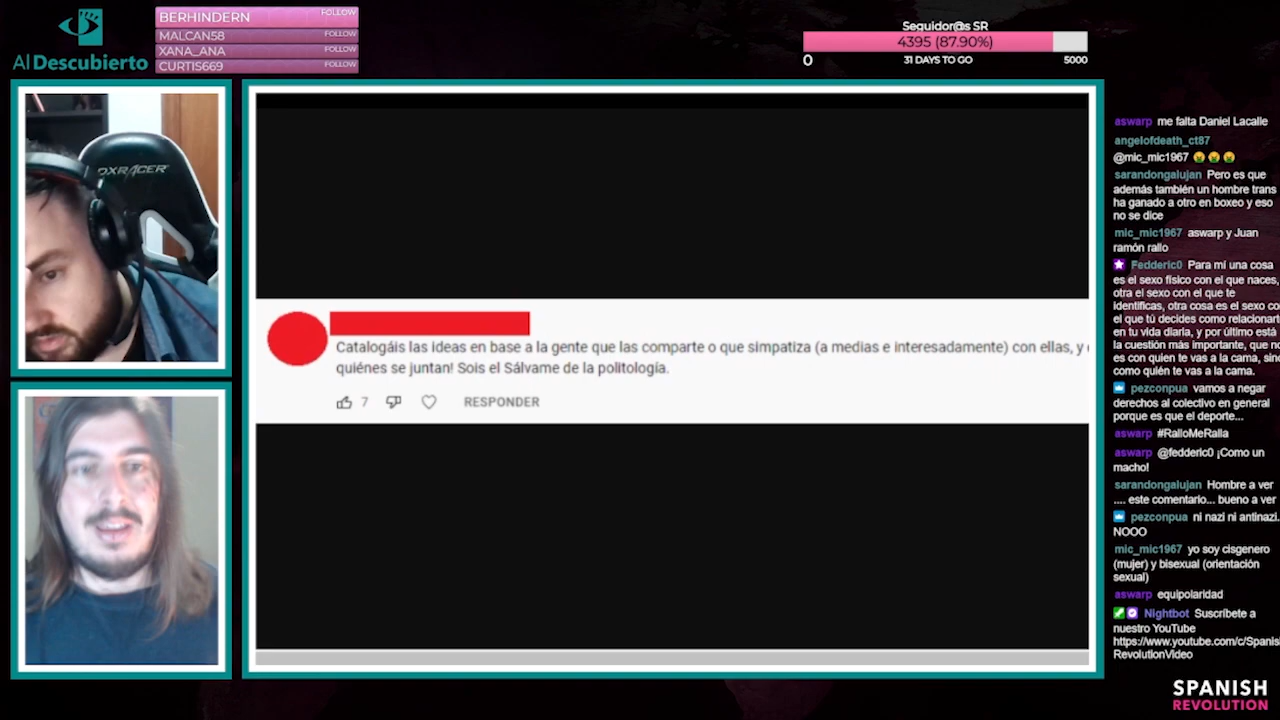 Al Descubierto
BERHINDERN FOLLOW
MALCAN58 FOLLOW
XANA_ANA FOLLOW
CURTIS669 FOLLOW
Seguidor@s SR
4395 (87.90%)
0 31 DAYS TO GO 5000
DXRACER
Catalogáis las ideas en base a la gente que las comparte o que simpatiza (a medias e interesadamente) con ellas, y
quiénes se juntan! Sois el Sálvame de la politología.
7 RESPONDER
aswarp me falta Daniel Lacalle
angelofdeath_ct87
@mic_mic1967
sarandongalujan Pero es que
además también un hombre trans
ha ganado a otro en boxeo y eso
no se dice
mic_mic1967 aswarp y Juan
ramón rallo
Fedderic0 Para mí una cosa
es el sexo físico con el que naces,
otra el sexo con el que te
identificas, otra cosa es el sexo co
el que tú decides como relacionart
en tu vida diaria, y por último está
la cuestión más importante, que no
es con quien te vas a la cama, sino
como quién te vas a la cama.
pezconpua vamos a negar
derechos al colectivo en general
porque es que el deporte...
aswarp #RalloMeRalla
aswarp @fedderic0 ¡Como un
macho!
sarandongalujan Hombre a ver
.... este comentario... bueno a ver
pezconpua ni nazi ni antinazi.
NOOO
mic_mic1967 yo soy cisgenero
(mujer) y bisexual (orientación
sexual)
aswarp equipolaridad
Nightbot Suscríbete a
nuestro YouTube
https://www.youtube.com/c/Spanis
RevolutionVideo
SPANISH
REVOLUTION